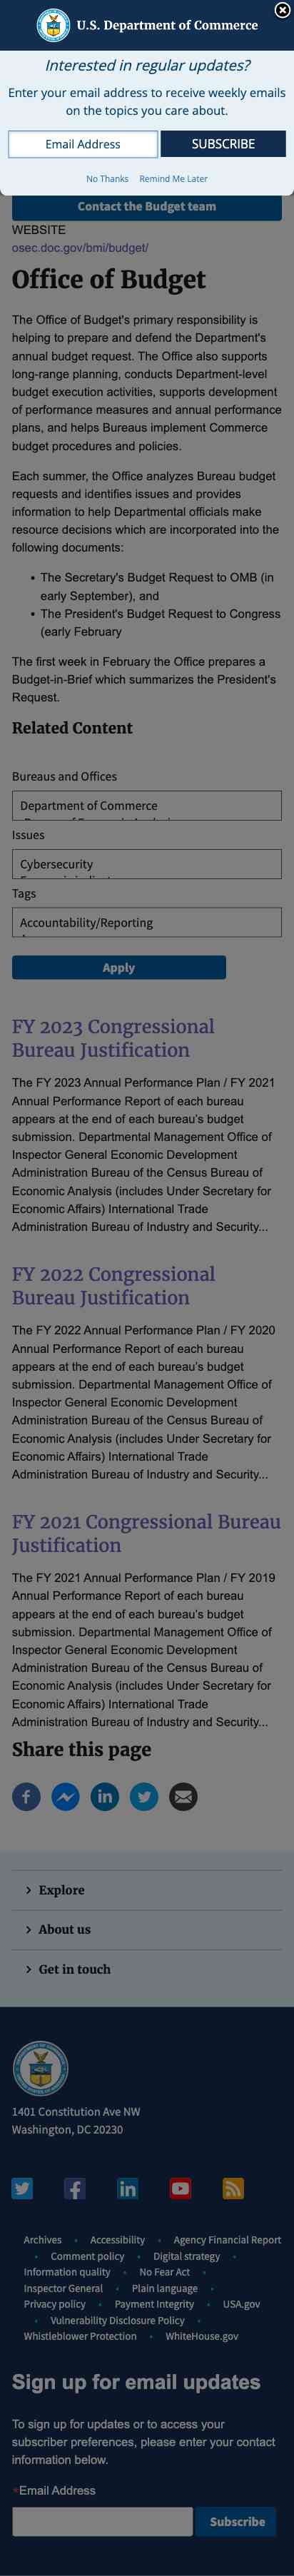 U.S. Department of Commerce
Interested in regular updates?
Enter your email address to receive weekly emails
on the topics you care about.
Email Address
SUBSCRIBE
No Thanks Remind Me Later
Contact the Budget team
WEBSITE
osec.doc.gov/bmi/budget/
Office of Budget
The Office of Budget's primary responsibility is
helping to prepare and defend the Department's
annual budget request. The Office also supports
long-range planning, conducts Department-level
budget execution activities, supports development
of performance measures and annual performance
plans, and helps Bureaus implement Commerce
budget procedures and policies.
Each summer, the Office analyzes Bureau budget
requests and identifies issues and provides
information to help Departmental officials make
resource decisions which are incorporated into the
following documents:
• The Secretary's Budget Request to OMB (in
early September), and
• The President's Budget Request to Congress
(early February
The first week in February the Office prepares a
Budget-in-Brief which summarizes the President's
Request.
Related Content
Bureaus and Offices
Department of Commerce
Issues
Cybersecurity
Tags
Accountability/Reporting
Apply
FY 2023 Congressional
Bureau Justification
The FY 2023 Annual Performance Plan / FY 2021
Annual Performance Report of each bureau
appears at the end of each bureau's budget
submission. Departmental Management Office of
Inspector General Economic Development
Administration Bureau of the Census Bureau of
Economic Analysis (includes Under Secretary for
Economic Affairs) International Trade
Administration Bureau of Industry and Security...
FY 2022 Congressional
Bureau Justification
The FY 2022 Annual Performance Plan / FY 2020
Annual Performance Report of each bureau
appears at the end of each bureau's budget
submission. Departmental Management Office of
Inspector General Economic Development
Administration Bureau of the Census Bureau of
Economic Analysis (includes Under Secretary for
Economic Affairs) International Trade
Administration Bureau of Industry and Security...
FY 2021 Congressional Bureau
Justification
The FY 2021 Annual Performance Plan / FY 2019
Annual Performance Report of each bureau
appears at the end of each bureau's budget
submission. Departmental Management Office of
Inspector General Economic Development
Administration Bureau of the Census Bureau of
Economic Analysis (includes Under Secretary for
Economic Affairs) International Trade
Administration Bureau of Industry and Security...
Share this page
Explore
About us
Get in touch
1401 Constitution Ave NW
Washington, DC 20230
Archives • Accessibility • Agency Financial Report
• Comment policy • Digital strategy •
Information quality • No Fear Act •
Inspector General • Plain language •
Privacy policy • Payment Integrity • USA.gov
• Vulnerability Disclosure Policy •
Whistleblower Protection • WhiteHouse.gov
Sign up for email updates
To sign up for updates or to access your
subscriber preferences, please enter your contact
information below.
*Email Address
Subscribe